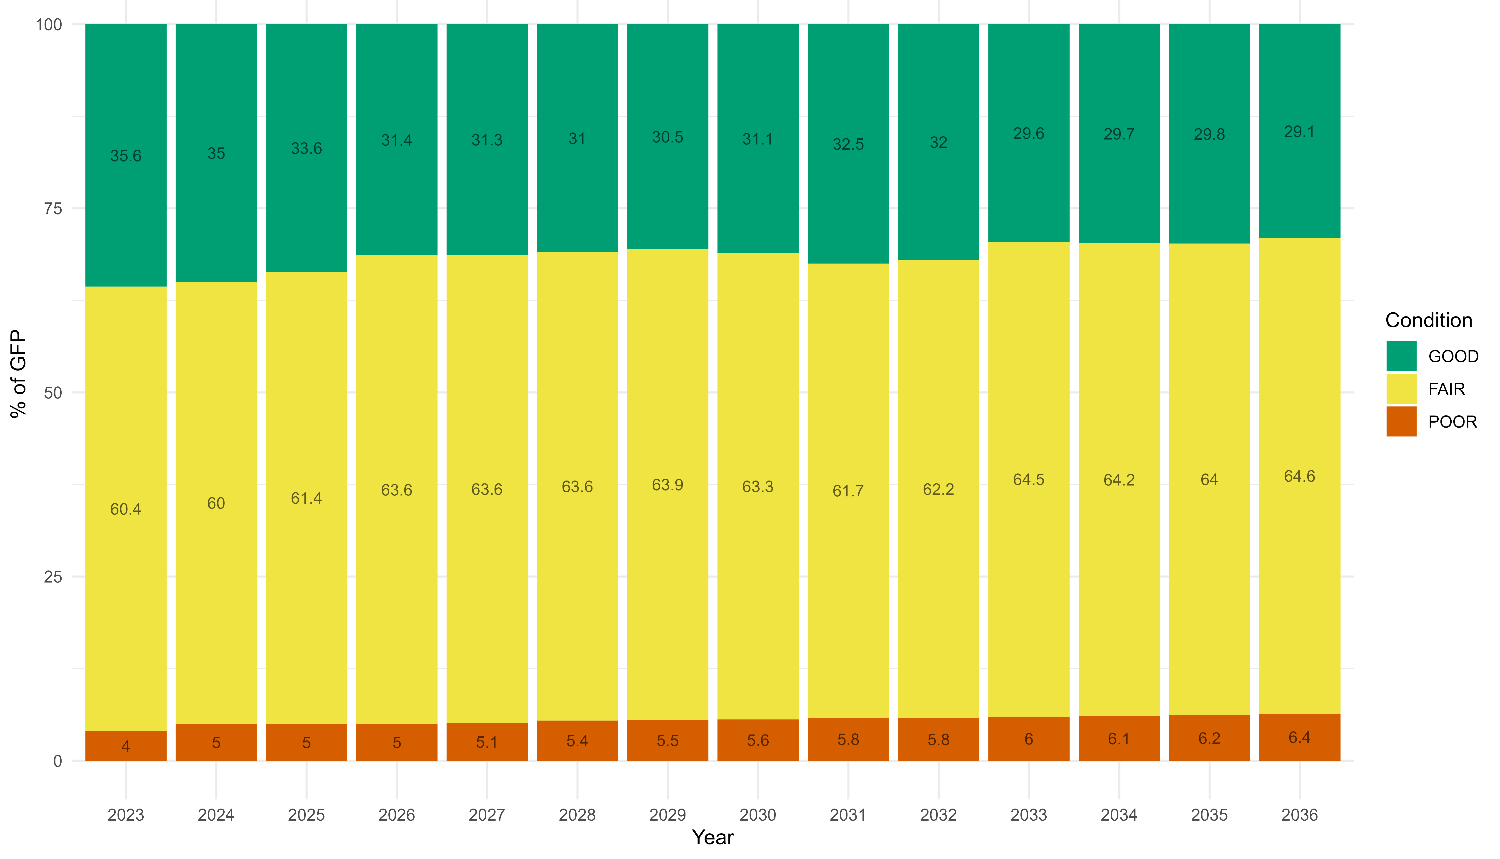 100
75
50
25
0
% of GFP
35.6 35 33.6 31.4 31.3 31 30.5 31.1 32.5 32 29.6 29.7 29.8 29.1
60.4 60 61.4 63.6 63.6 63.6 63.9 63.3 61.7 62.2 64.5 64.2 64 64.6
4 5 5 5 5.1 5.4 5.5 5.6 5.8 5.8 6 6.1 6.2 6.4
2023 2024 2025 2026 2027 2028 2029 2030 2031 2032 2033 2034 2035 2036
Year
Condition
GOOD
FAIR
POOR